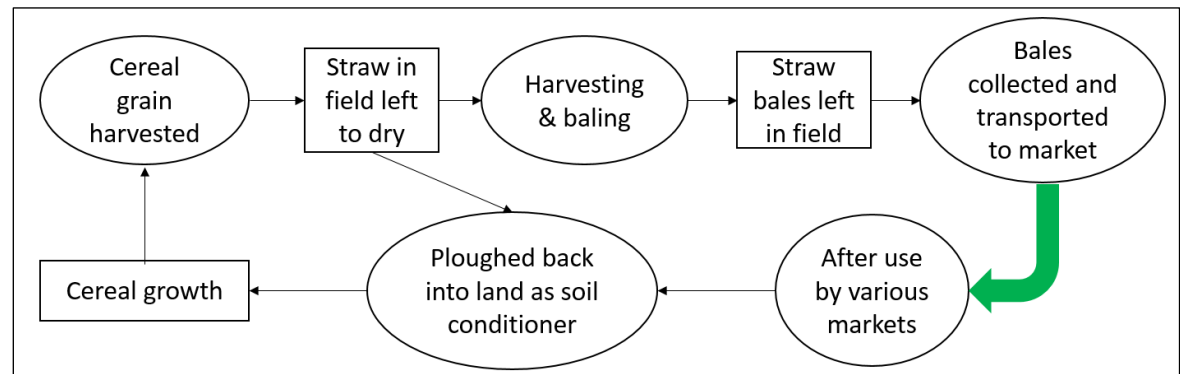 Cereal
grain
harvested
Straw in
field left
to dry
Harvesting
& baling
Straw
bales left
in field
Bales
collected and
transported
to market
After use
by various
markets
Ploughed back
into land as soil
conditioner
Cereal growth